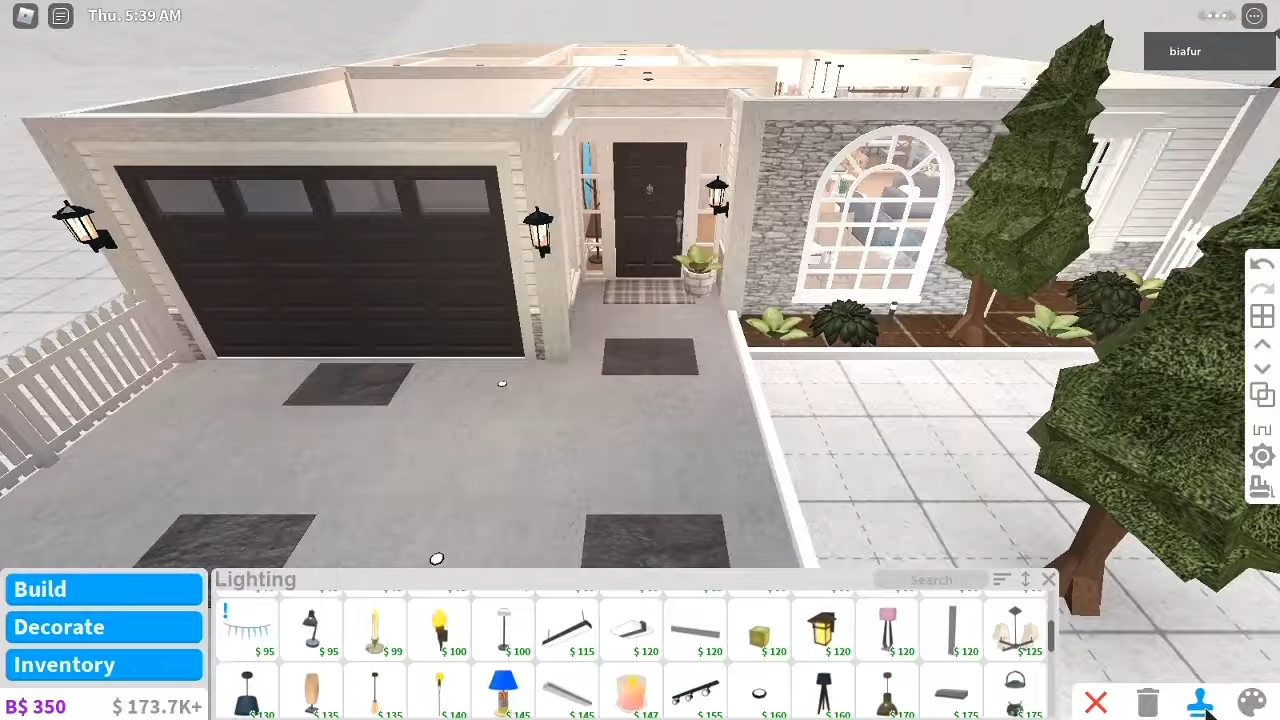 Thu. 5:39 AM
biafur
Build
Decorate
Inventory
B$ 350
$ 173.7K+
Lighting
Search
$ 95
$ 95
$ 99
$ 100
$ 100
$ 115
$ 120
$ 120
$ 120
$ 120
$ 120
$ 120
$125
$130
$135
$135
$140
$145
$145
$147
$155
$160
$160
$170
$175
$175